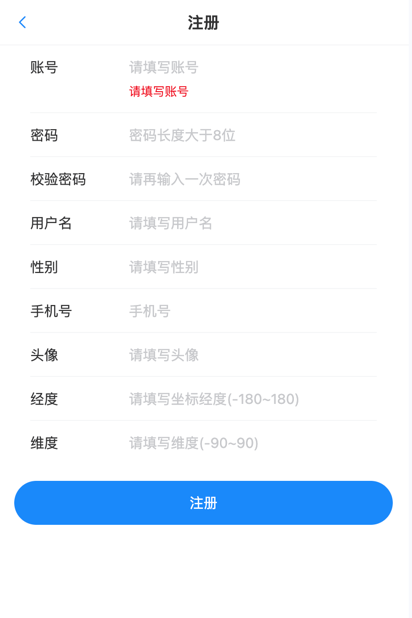 注册
账号 请填写账号
请填写账号
密码 密码长度大于8位
校验密码 请再输入一次密码
用户名 请填写用户名
性别 请填写性别
手机号 手机号
头像 请填写头像
经度 请填写坐标经度(-180~180)
维度 请填写维度(-90~90)
注册